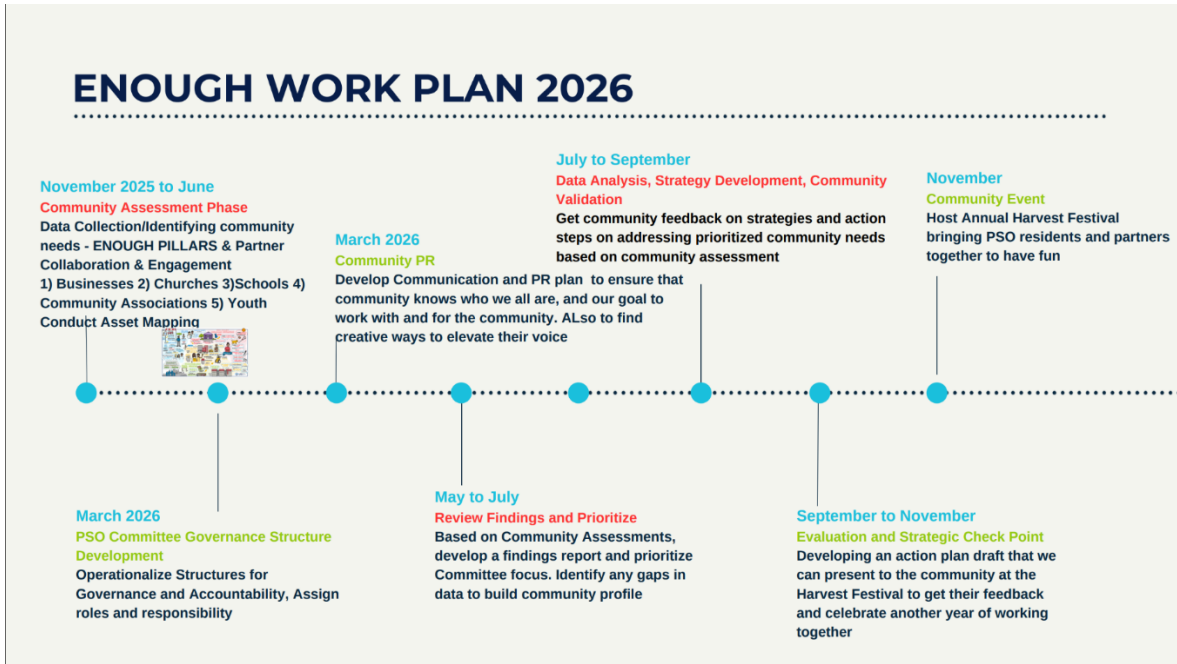 ENOUGH WORK PLAN 2026
November 2025 to June
Community Assessment Phase
Data Collection/Identifying community
needs - ENOUGH PILLARS & Partner
Collaboration & Engagement
1) Businesses 2) Churches 3)Schools 4)
Community Associations 5) Youth
Conduct Asset Mapping
March 2026
PSO Committee Governance Structure
Development
Operationalize Structures for
Governance and Accountability, Assign
roles and responsibility
March 2026
Community PR
Develop Communication and PR plan to ensure that
community knows who we all are, and our goal to
work with and for the community. ALso to find
creative ways to elevate their voice
May to July
Review Findings and Prioritize
Based on Community Assessments,
develop a findings report and prioritize
Committee focus. Identify any gaps in
data to build community profile
July to September
Data Analysis, Strategy Development, Community
Validation
Get community feedback on strategies and action
steps on addressing prioritized community needs
based on community assessment
September to November
Evaluation and Strategic Check Point
Developing an action plan draft that we
can present to the community at the
Harvest Festival to get their feedback
and celebrate another year of working
together
November
Community Event
Host Annual Harvest Festival
bringing PSO residents and partners
together to have fun